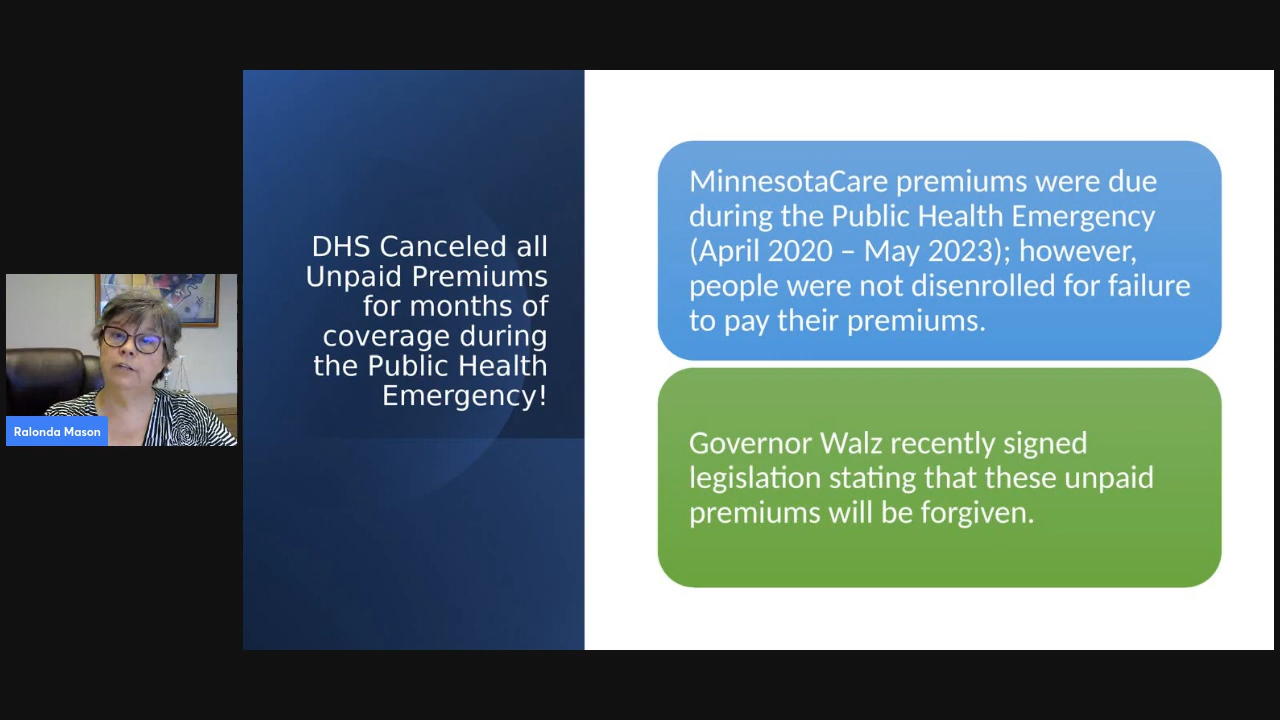 DHS Canceled all
Unpaid Premiums
for months of
coverage during
the Public Health
Emergency!
MinnesotaCare premiums were due
during the Public Health Emergency
(April 2020 – May 2023); however,
people were not disenrolled for failure
to pay their premiums.
Governor Walz recently signed
legislation stating that these unpaid
premiums will be forgiven.
Ralonda Mason